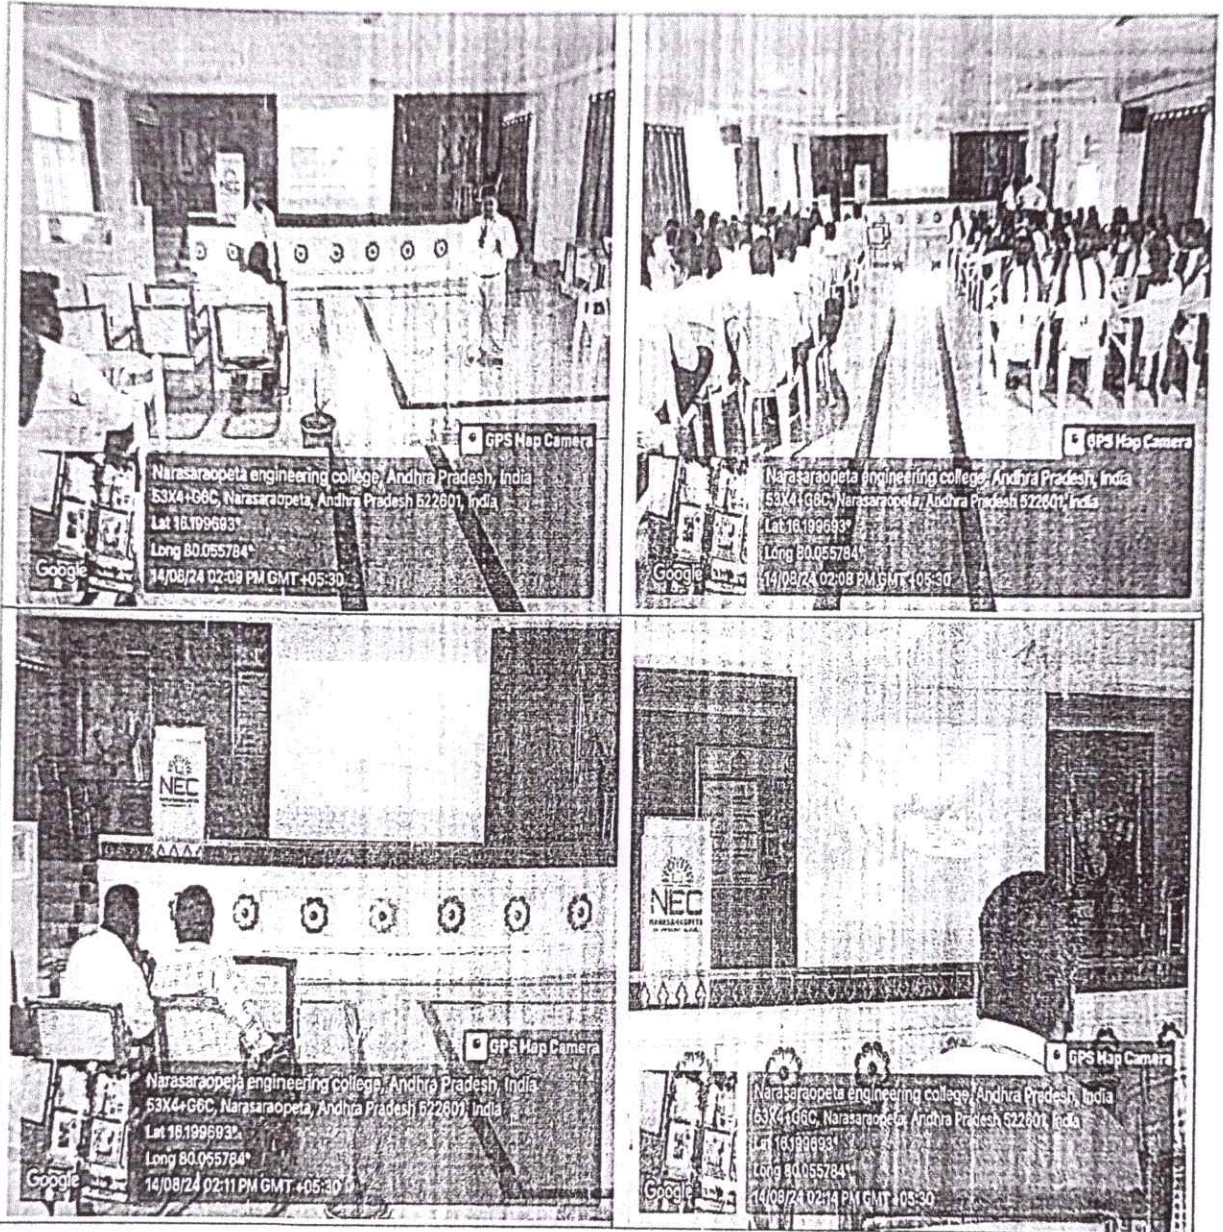 GPS Map Camera
Narasaraopeta engineering college, Andhra Pradesh, India
53X4+G6C, Narasaraopeta, Andhra Pradesh 522601, India
Lat 16.199693°
Long 80.055784°
14/08/24 02:09 PM GMT +05:30
Google
GPS Map Camera
Narasaraopeta engineering college, Andhra Pradesh, India
53X4+G6C, Narasaraopeta, Andhra Pradesh 522601, India
Lat 16.199693°
Long 80.055784°
14/08/24 02:08 PM GMT +05:30
Google
NEC
GPS Map Camera
Narasaraopeta engineering college, Andhra Pradesh, India
53X4+G6C, Narasaraopeta, Andhra Pradesh 522601, India
Lat 16.199693°
Long 80.055784°
14/08/24 02:11 PM GMT +05:30
Google
NEC
NARASARAOPETA
GPS Map Camera
Narasaraopeta engineering college, Andhra Pradesh, India
53X4+G6C, Narasaraopeta, Andhra Pradesh 522601, India
Lat 16.199693°
Long 80.055784°
14/08/24 02:14 PM GMT +05:30
Google